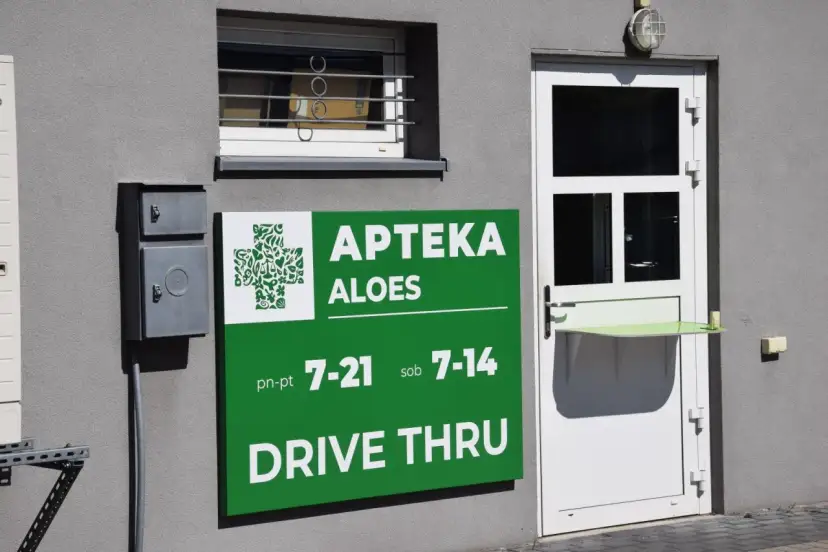 APTEKA
ALOES
pn-pt 7-21 sob 7-14
DRIVE THRU